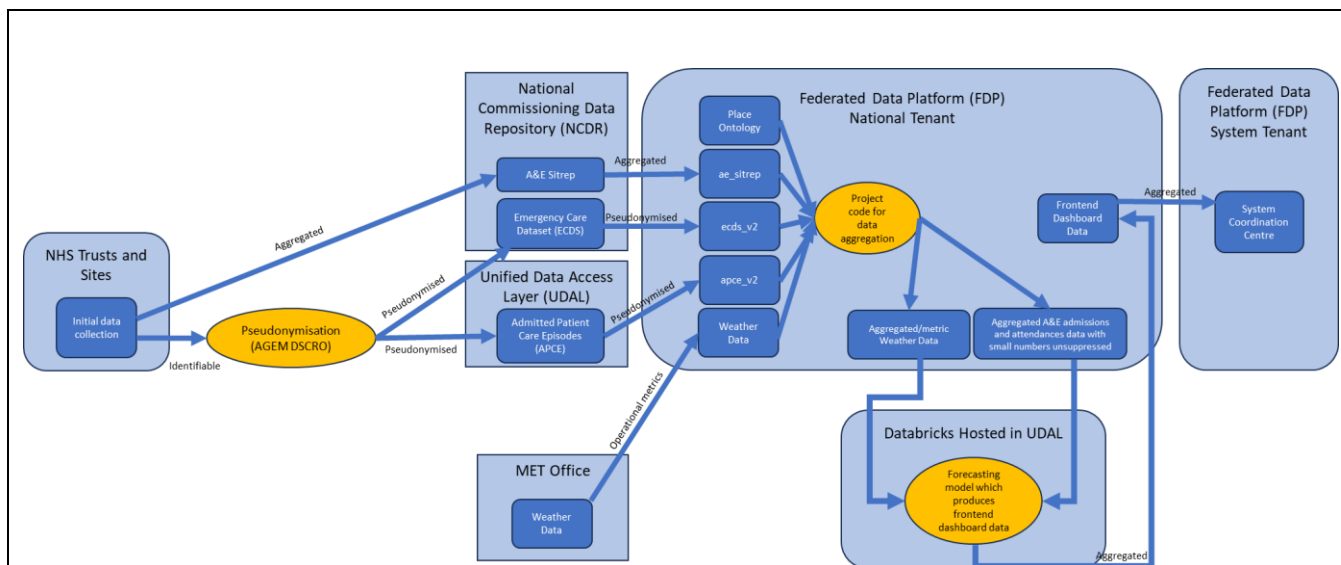 National
Commissioning Data
Repository (NCDR)
A&E Sitrep
Emergency Care
Dataset (ECDS)
Aggregated
Pseudonymised
Federated Data Platform (FDP)
National Tenant
Place
Ontology
ae_sitrep
ecds_v2
apce_v2
Weather
Data
Project
code for
data
aggregation
Frontend
Dashboard
Data
Aggregated
Federated Data
Platform (FDP)
System Tenant
System
Coordination
Centre
NHS Trusts and
Sites
Initial data
collection
Aggregated
Identifiable
Pseudonymisation
(AGEM DSCRO)
Pseudonymised
Pseudonymised
Unified Data Access
Layer (UDAL)
Admitted Patient
Care Episodes
(APCE)
Pseudonymised
Aggregated/metric
Weather Data
Aggregated A&E admissions
and attendances data with
small numbers unsuppressed
Operational metrics
MET Office
Weather
Data
Databricks Hosted in UDAL
Forecasting
model which
produces
frontend
dashboard data
Aggregated